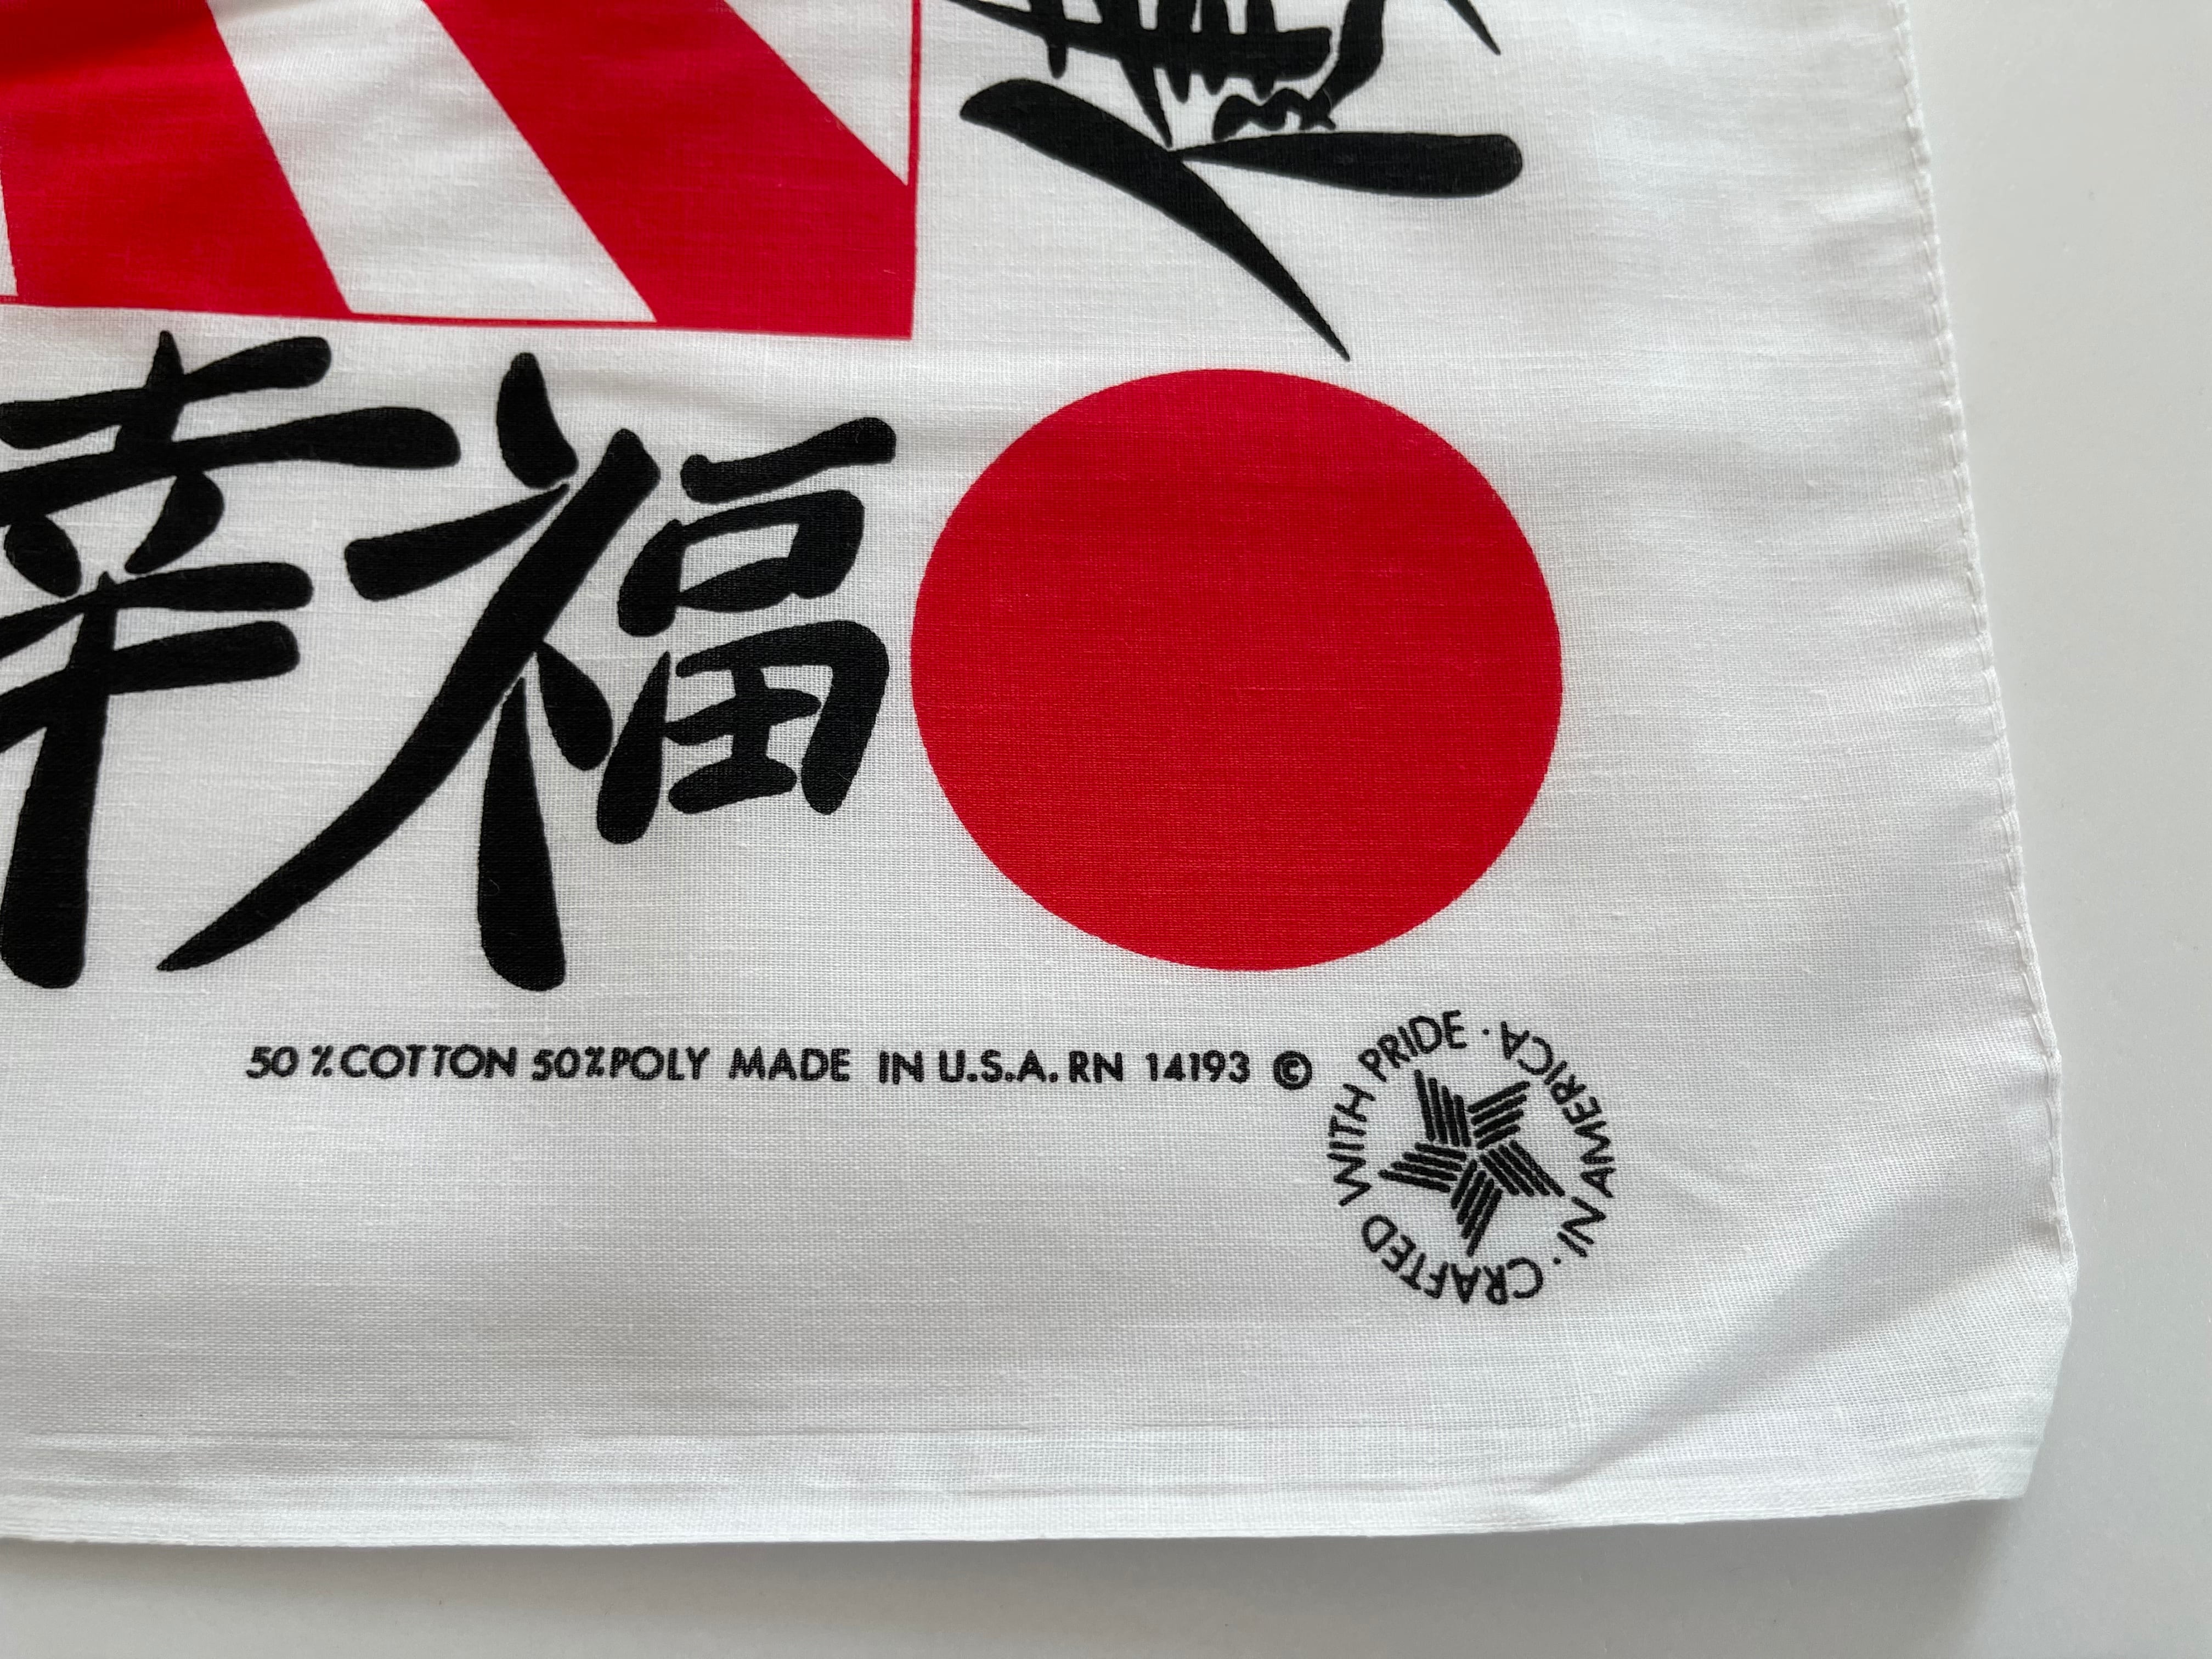 幸福
50%COTTON 50%POLY MADE IN U.S.A. RN 14193 ©
CRAFTED WITH PRIDE · IN AMERICA ·